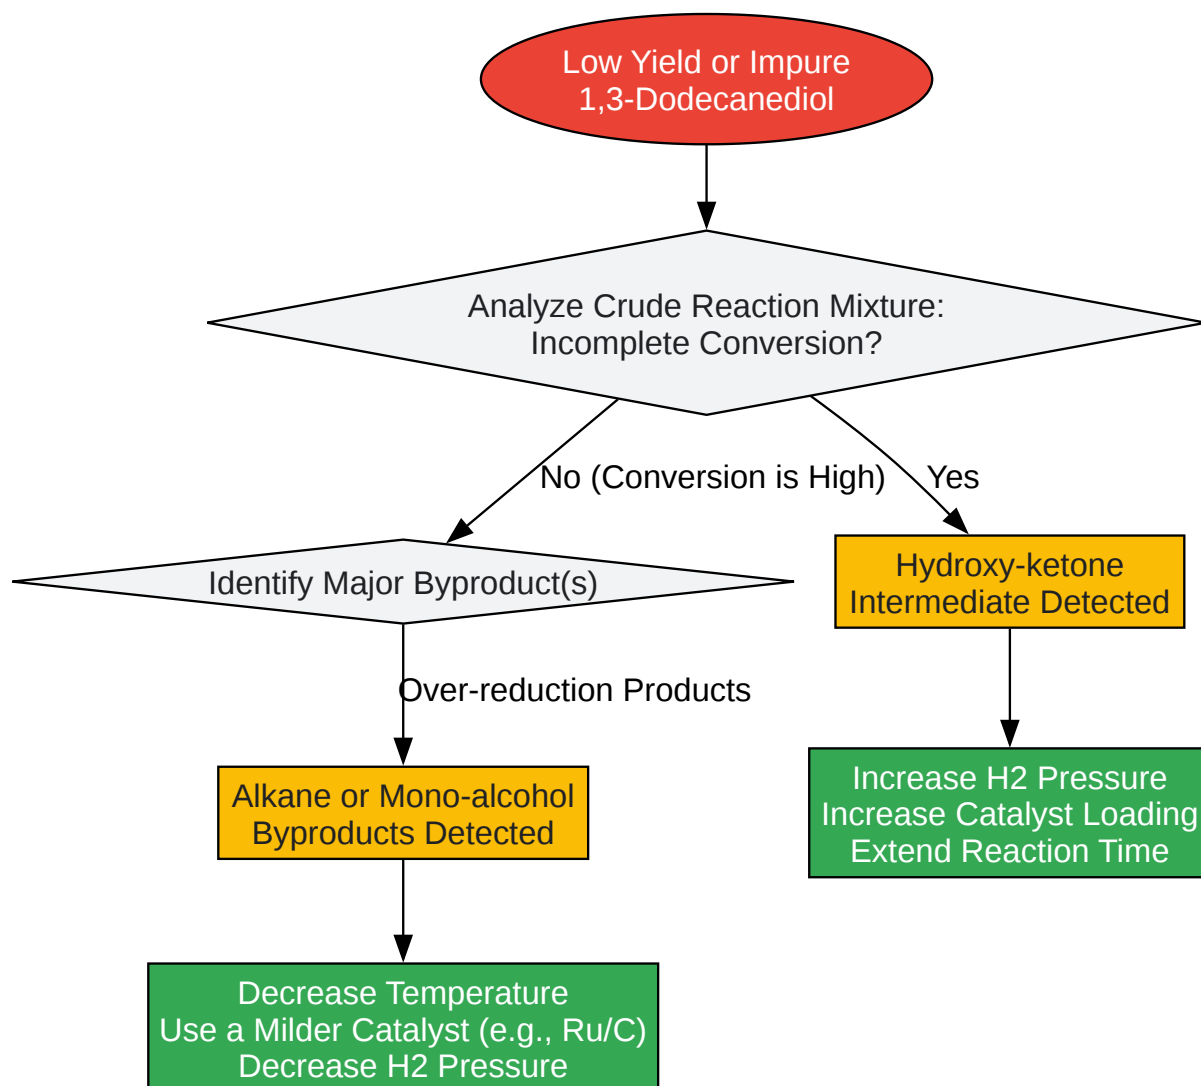 Low Yield or Impure
1,3-Dodecanediol
Analyze Crude Reaction Mixture:
Incomplete Conversion?
No (Conversion is High)
Yes
Identify Major Byproduct(s)
Hydroxy-ketone
Intermediate Detected
Over-reduction Products
Alkane or Mono-alcohol
Byproducts Detected
Increase H2 Pressure
Increase Catalyst Loading
Extend Reaction Time
Decrease Temperature
Use a Milder Catalyst (e.g., Ru/C)
Decrease H2 Pressure